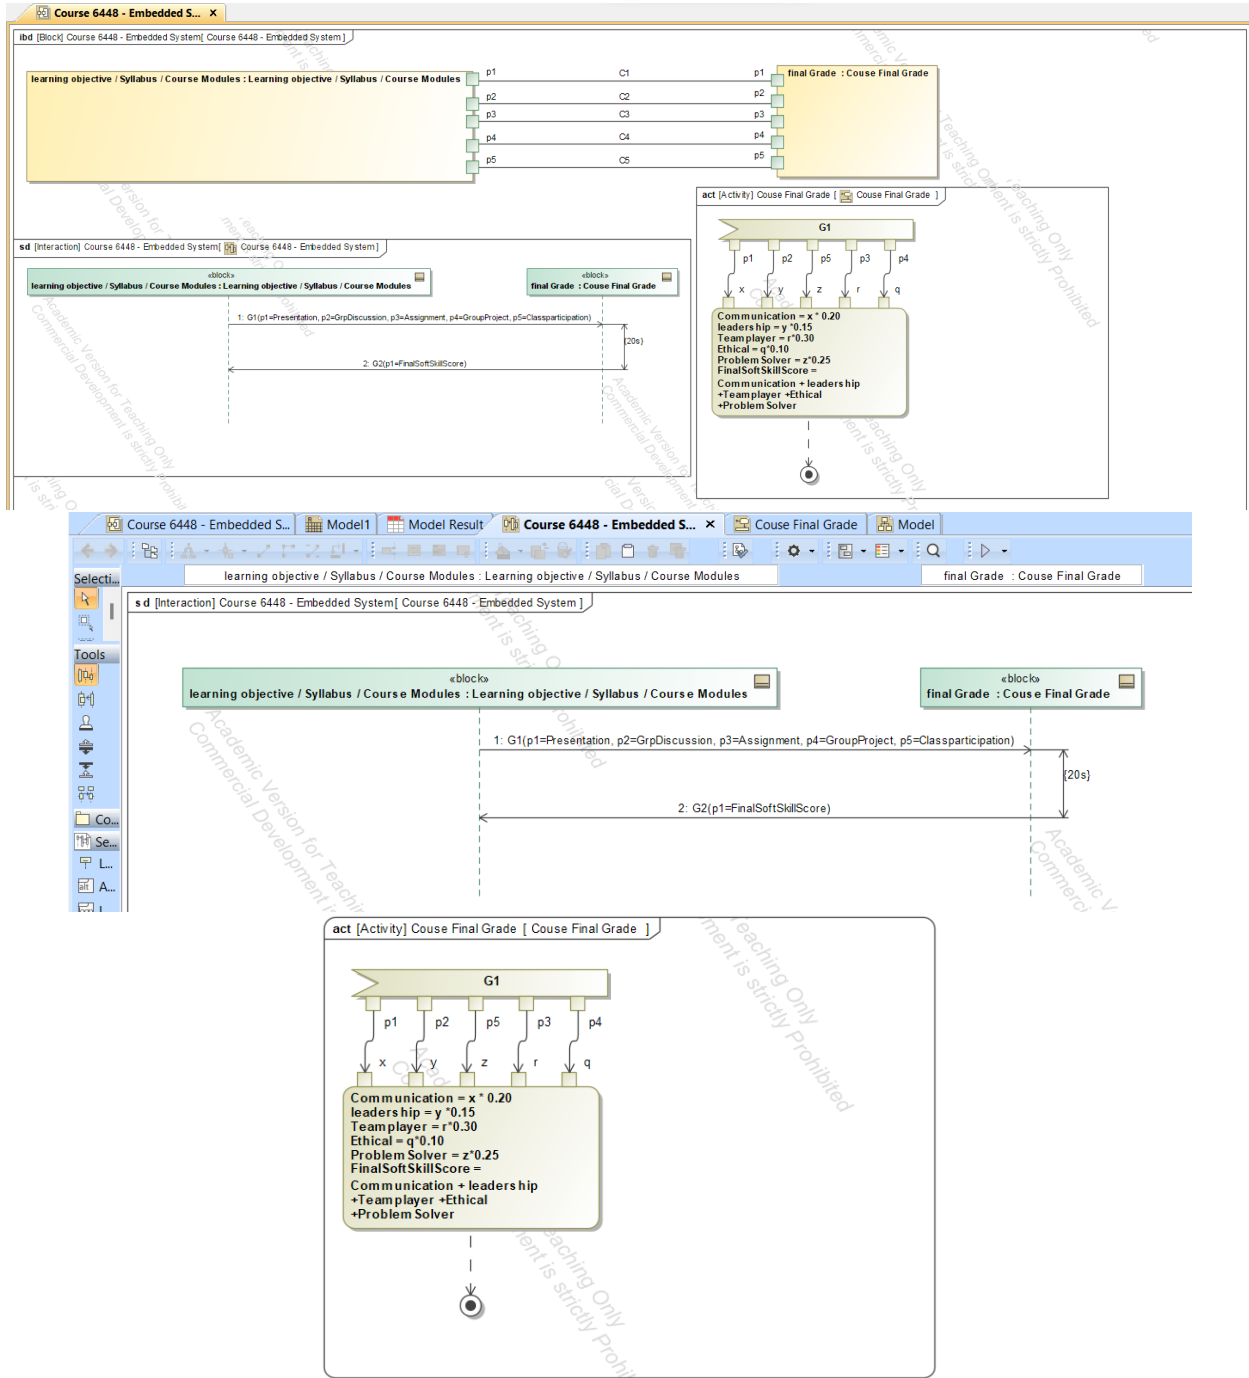 Course 6448 - Embedded S... ×
ibd [Block] Course 6448 - Embedded System[ Course 6448 - Embedded System ]
learning objective / Syllabus / Course Modules : Learning objective / Syllabus / Course Modules
p1 C1 p1
final Grade : Couse Final Grade
p2 C2 p2
p3 C3 p3
p4 C4 p4
p5 C5 p5
act [Activity] Couse Final Grade [ Couse Final Grade ]
G1
p1 p2 p5 p3 p4
x y z r q
Communication = x * 0.20
leadership = y *0.15
Teamplayer = r*0.30
Ethical = q*0.10
Problem Solver = z*0.25
FinalSoftSkillScore =
Communication + leadership
+Teamplayer +Ethical
+Problem Solver
sd [Interaction] Course 6448 - Embedded System[ Course 6448 - Embedded System ]
«block»
learning objective / Syllabus / Course Modules : Learning objective / Syllabus / Course Modules
«block»
final Grade : Couse Final Grade
1: G1(p1=Presentation, p2=GrpDiscussion, p3=Assignment, p4=GroupProject, p5=Classparticipation)
{20s}
2: G2(p1=FinalSoftSkillScore)
Academic Version for Teaching Only
Commercial Development is strictly Prohibited
Course 6448 - Embedded S... Model1 Model Result Course 6448 - Embedded S... × Couse Final Grade Model
Selecti...
learning objective / Syllabus / Course Modules : Learning objective / Syllabus / Course Modules
final Grade : Couse Final Grade
sd [Interaction] Course 6448 - Embedded System[ Course 6448 - Embedded System ]
Tools
«block»
learning objective / Syllabus / Course Modules : Learning objective / Syllabus / Course Modules
«block»
final Grade : Couse Final Grade
1: G1(p1=Presentation, p2=GrpDiscussion, p3=Assignment, p4=GroupProject, p5=Classparticipation)
{20s}
2: G2(p1=FinalSoftSkillScore)
Co...
Se...
L...
alt A...
act [Activity] Couse Final Grade [ Couse Final Grade ]
G1
p1 p2 p5 p3 p4
x y z r q
Communication = x * 0.20
leadership = y *0.15
Teamplayer = r*0.30
Ethical = q*0.10
Problem Solver = z*0.25
FinalSoftSkillScore =
Communication + leadership
+Teamplayer +Ethical
+Problem Solver